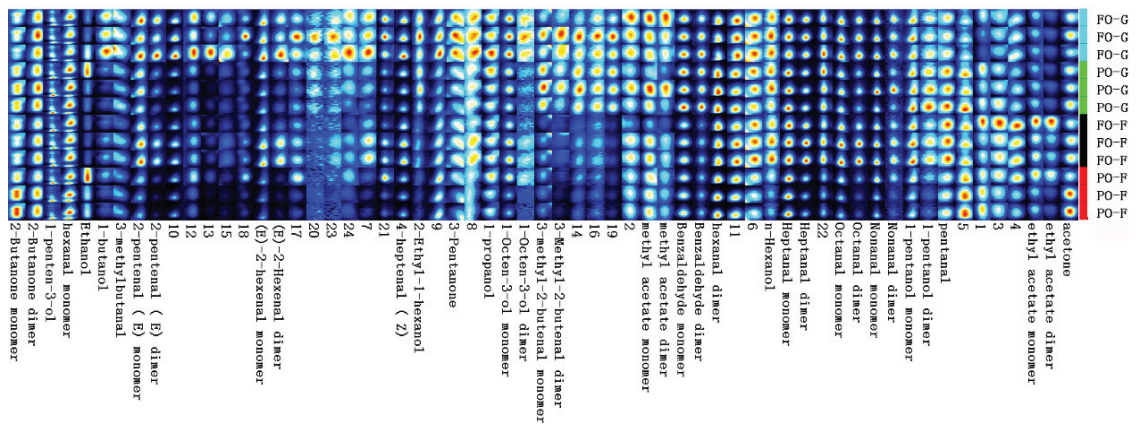 FO-G
FO-G
FO-G
PO-G
PO-G
PO-G
FO-F
FO-F
FO-F
PO-F
PO-F
PO-F
2-Butanone monomer
2-Butanone dimer
1-penten-3-ol
hexanal monomer
Ethanol
1-butanol
3-methylbutanal
2-pentenal ( E) monomer
2-pentenal (E) dimer
10
12
13
15
18
(E)-2-hexenal monomer
(E)-2-Hexenal dimer
17
20
23
24
7
21
4-heptenal ( Z)
2-Ethyl-1-hexanol
9
3-Pentanone
8
1-propanol
1-Octen-3-ol monomer
1-Octen-3-ol dimer
3-methyl-2-butenal monomer
3-Methyl-2-butenal dimer
14
16
19
2
methyl acetate monomer
methy acetate dimer
Benzaldehyde monomer
Benzaldehyde dimer
hexanal dimer
11
6
n-Hexanol
Heptanal monomer
Heptanal dimer
22
Octanal monomer
Octanal dimer
Nonanal monomer
Nonanal dimer
1-pentanol monomer
1-pentanol dimer
pentanal
5
1
3
4
ethyl acetate monomer
ethyl acetate dimer
acetone